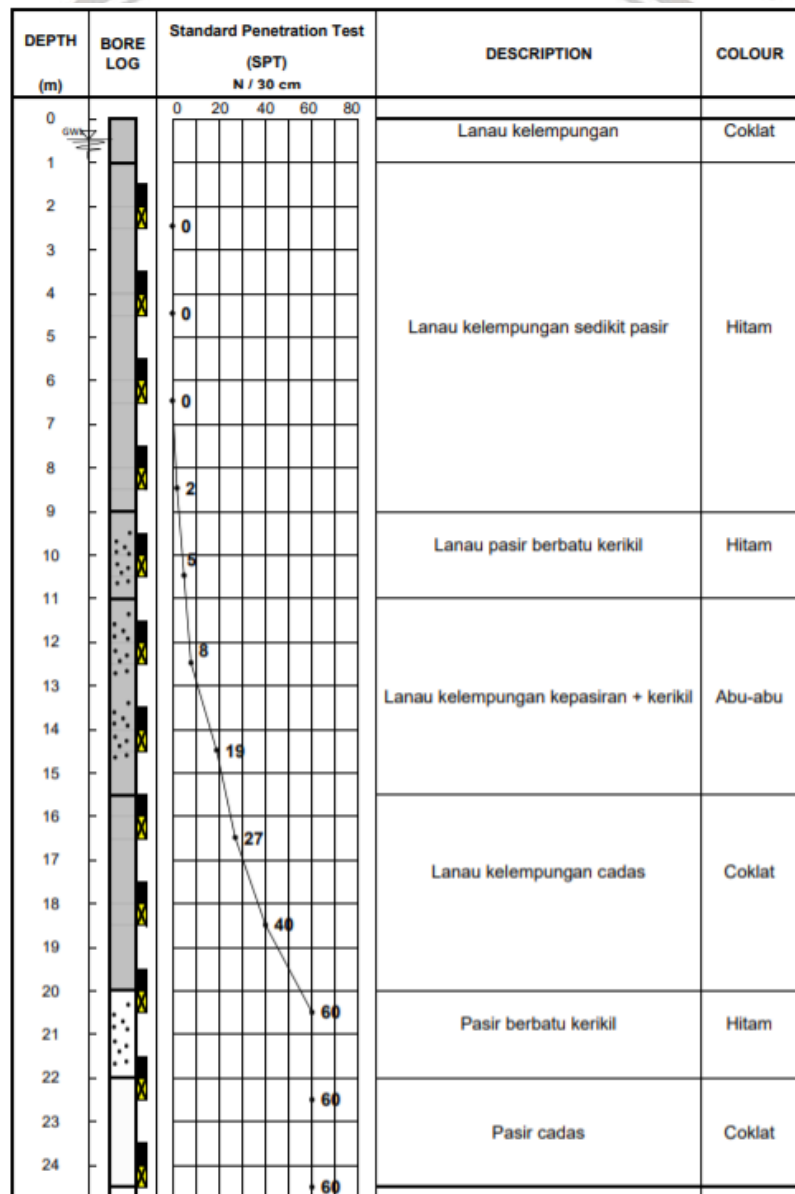 DEPTH
(m)
BORE
LOG
Standard Penetration Test
(SPT)
N / 30 cm
DESCRIPTION
COLOUR
0 20 40 60 80
0
GWL
Lanau kelempungan Coklat
1
2
0
3
4
0
5
Lanau kelempungan sedikit pasir Hitam
6
0
7
8
2
9
Lanau pasir berbatu kerikil Hitam
10
5
11
12
8
13
Lanau kelempungan kepasiran + kerikil Abu-abu
14
19
15
16
27
17
Lanau kelempungan cadas Coklat
18
40
19
20
60
21
Pasir berbatu kerikil Hitam
22
60
23
Pasir cadas Coklat
24
60